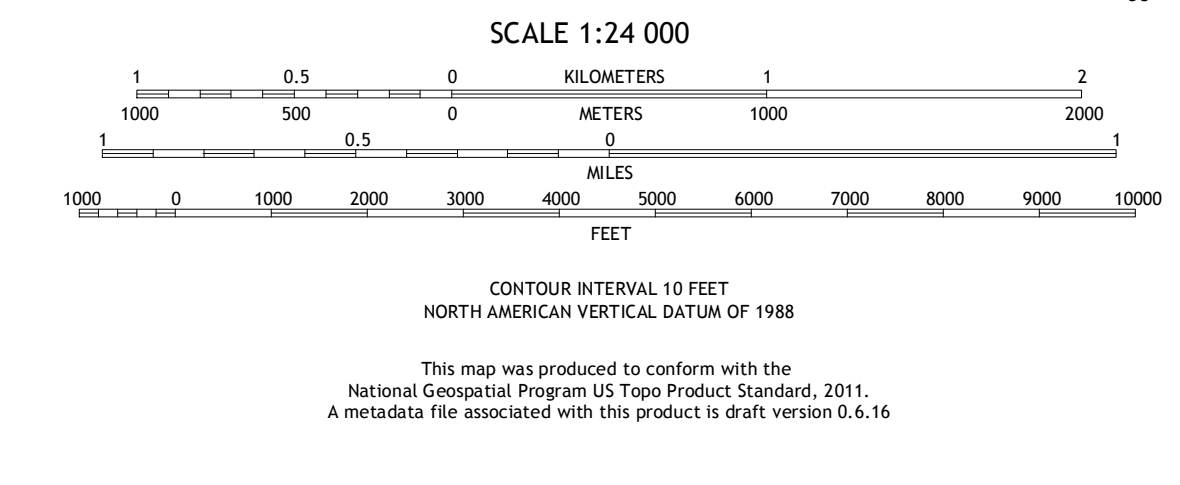 SCALE 1:24 000
1 0.5 0 KILOMETERS 1 2
1000 500 0 METERS 1000 2000
1 0.5 0 1
MILES
1000 0 1000 2000 3000 4000 5000 6000 7000 8000 9000 10000
FEET
CONTOUR INTERVAL 10 FEET
NORTH AMERICAN VERTICAL DATUM OF 1988
This map was produced to conform with the
National Geospatial Program US Topo Product Standard, 2011.
A metadata file associated with this product is draft version 0.6.16